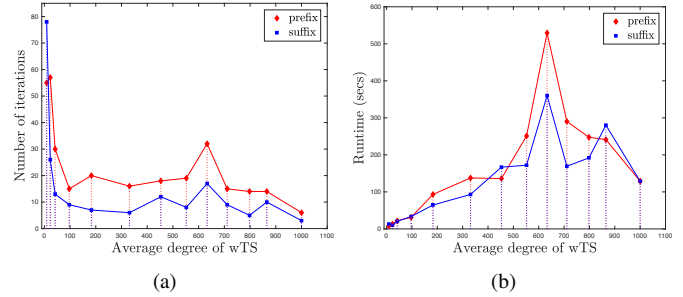 80
70
60
50
40
30
20
10
0
Number of iterations
prefix
suffix
0 100 200 300 400 500 600 700 800 900 1000 1100
Average degree of wTS
(a)
600
500
400
300
200
100
0
Runtime (secs)
prefix
suffix
0 100 200 300 400 500 600 700 800 900 1000 1100
Average degree of wTS
(b)